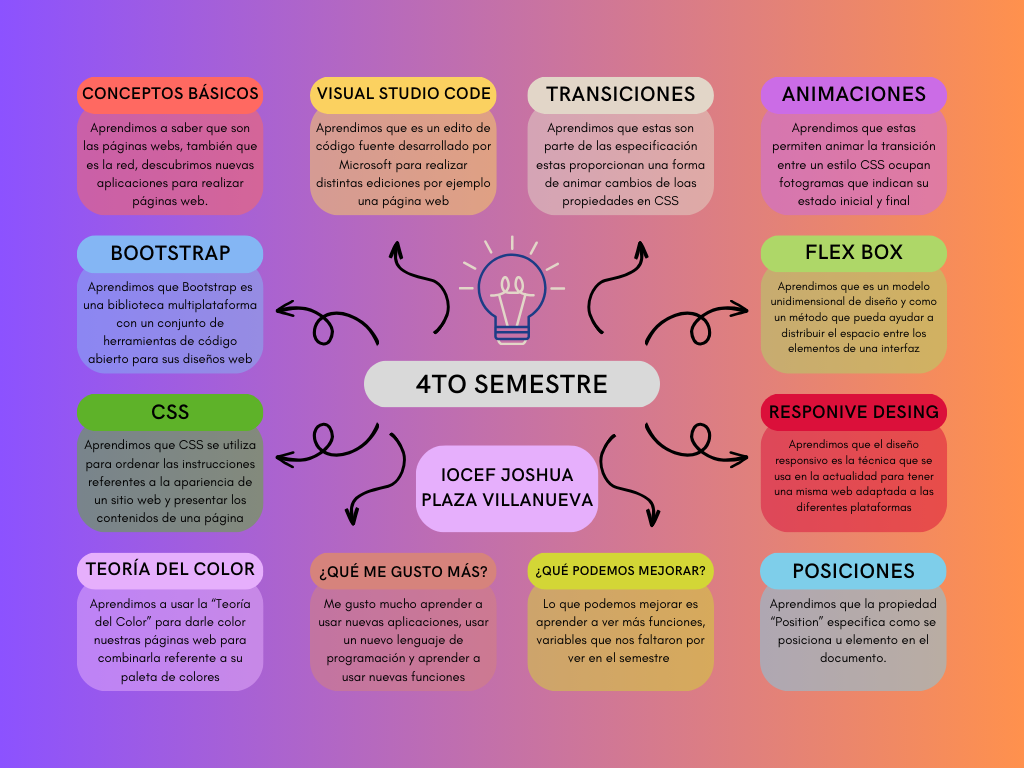 CONCEPTOS BÁSICOS
Aprendimos a saber que son
las páginas webs, también que
es la red, descubrimos nuevas
aplicaciones para realizar
páginas web.
VISUAL STUDIO CODE
Aprendimos que es un edito de
código fuente desarrollado por
Microsoft para realizar
distintas ediciones por ejemplo
una página web
TRANSICIONES
Aprendimos que estas son
parte de las especificación
estas proporcionan una forma
de animar cambios de loas
propiedades en CSS
ANIMACIONES
Aprendimos que estas
permiten animar la transición
entre un estilo CSS ocupan
fotogramas que indican su
estado inicial y final
BOOTSTRAP
Aprendimos que Bootstrap es
una biblioteca multiplataforma
con un conjunto de
herramientas de código
abierto para sus diseños web
FLEX BOX
Aprendimos que es un modelo
unidimensional de diseño y como
un método que pueda ayudar a
distribuir el espacio entre los
elementos de una interfaz
4TO SEMESTRE
CSS
Aprendimos que CSS se utiliza
para ordenar las instrucciones
referentes a la apariencia de
un sitio web y presentar los
contenidos de una página
IOCEF JOSHUA
PLAZA VILLANUEVA
RESPONIVE DESING
Aprendimos que el diseño
responsivo es la técnica que se
usa en la actualidad para tener
una misma web adaptada a las
diferentes plataformas
TEORÍA DEL COLOR
Aprendimos a usar la “Teoría
del Color” para darle color
nuestras páginas web para
combinarla referente a su
paleta de colores
¿QUÉ ME GUSTO MÁS?
Me gusto mucho aprender a
usar nuevas aplicaciones, usar
un nuevo lenguaje de
programación y aprender a
usar nuevas funciones
¿QUÉ PODEMOS MEJORAR?
Lo que podemos mejorar es
aprender a ver más funciones,
variables que nos faltaron por
ver en el semestre
POSICIONES
Aprendimos que la propiedad
“Position” especifica como se
posiciona u elemento en el
documento.